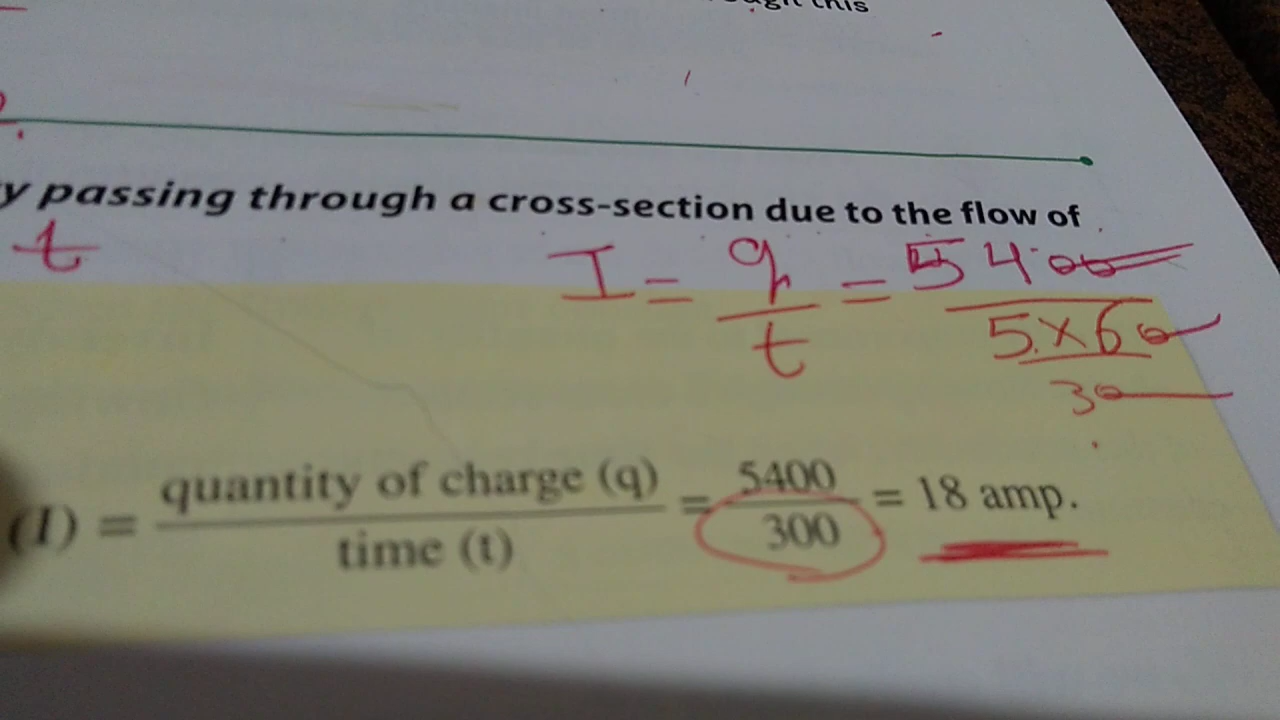 this
y passing through a cross-section due to the flow of
t
I = q/t = 5400/5×60
30
(I) = quantity of charge (q)/time (t) = 5400/300 = 18 amp.